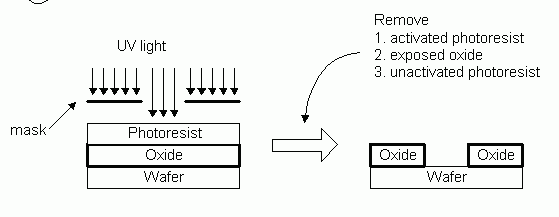 UV light
mask
Photoresist
Oxide
Wafer
Remove
1. activated photoresist
2. exposed oxide
3. unactivated photoresist
Oxide Oxide
Wafer